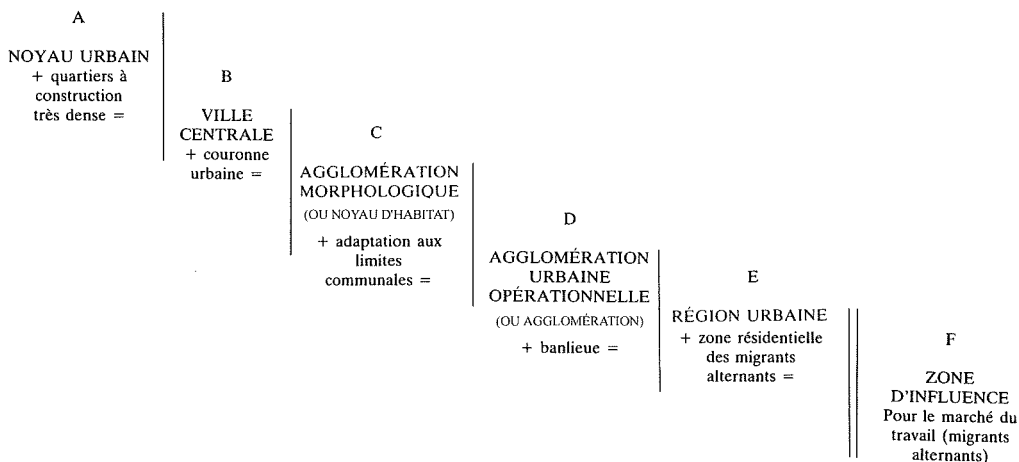 A
NOYAU URBAIN
+ quartiers à
construction
très dense =
B
VILLE
CENTRALE
+ couronne
urbaine =
C
AGGLOMÉRATION
MORPHOLOGIQUE
(OU NOYAU D'HABITAT)
+ adaptation aux
limites
communales =
D
AGGLOMÉRATION
URBAINE
OPÉRATIONNELLE
(OU AGGLOMÉRATION)
+ banlieue =
E
RÉGION URBAINE
+ zone résidentielle
des migrants
alternants =
F
ZONE
D'INFLUENCE
Pour le marché du
travail (migrants
alternants)